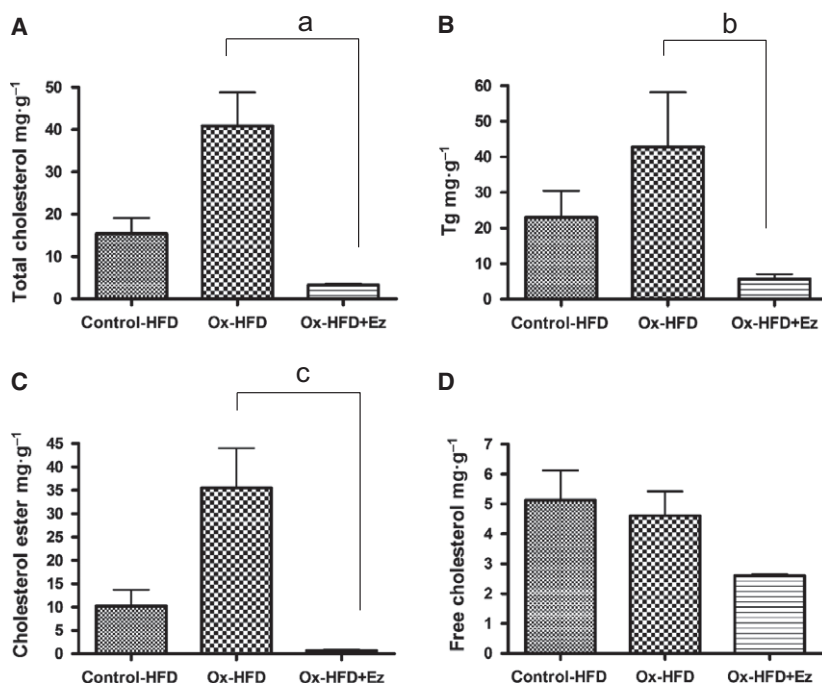 A
a
Total cholesterol mg·g⁻¹
50
40
30
20
10
0
Control-HFD Ox-HFD Ox-HFD+Ez
B
b
Tg mg·g⁻¹
60
50
40
30
20
10
0
Control-HFD Ox-HFD Ox-HFD+Ez
C
c
Cholesterol ester mg·g⁻¹
45
40
35
30
25
20
15
10
5
0
Control-HFD Ox-HFD Ox-HFD+Ez
D
Free cholesterol mg·g⁻¹
7
6
5
4
3
2
1
0
Control-HFD Ox-HFD Ox-HFD+Ez